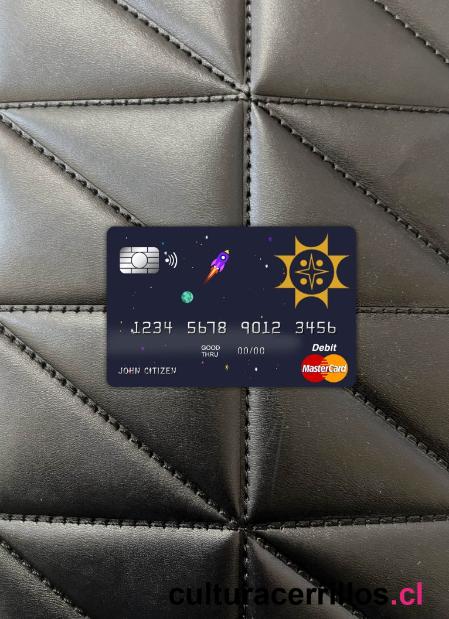 1234 5678 9012 3456
GOOD
THRU
00/00
Debit
MasterCard
JOHN CITIZEN
culturacerrillos.cl